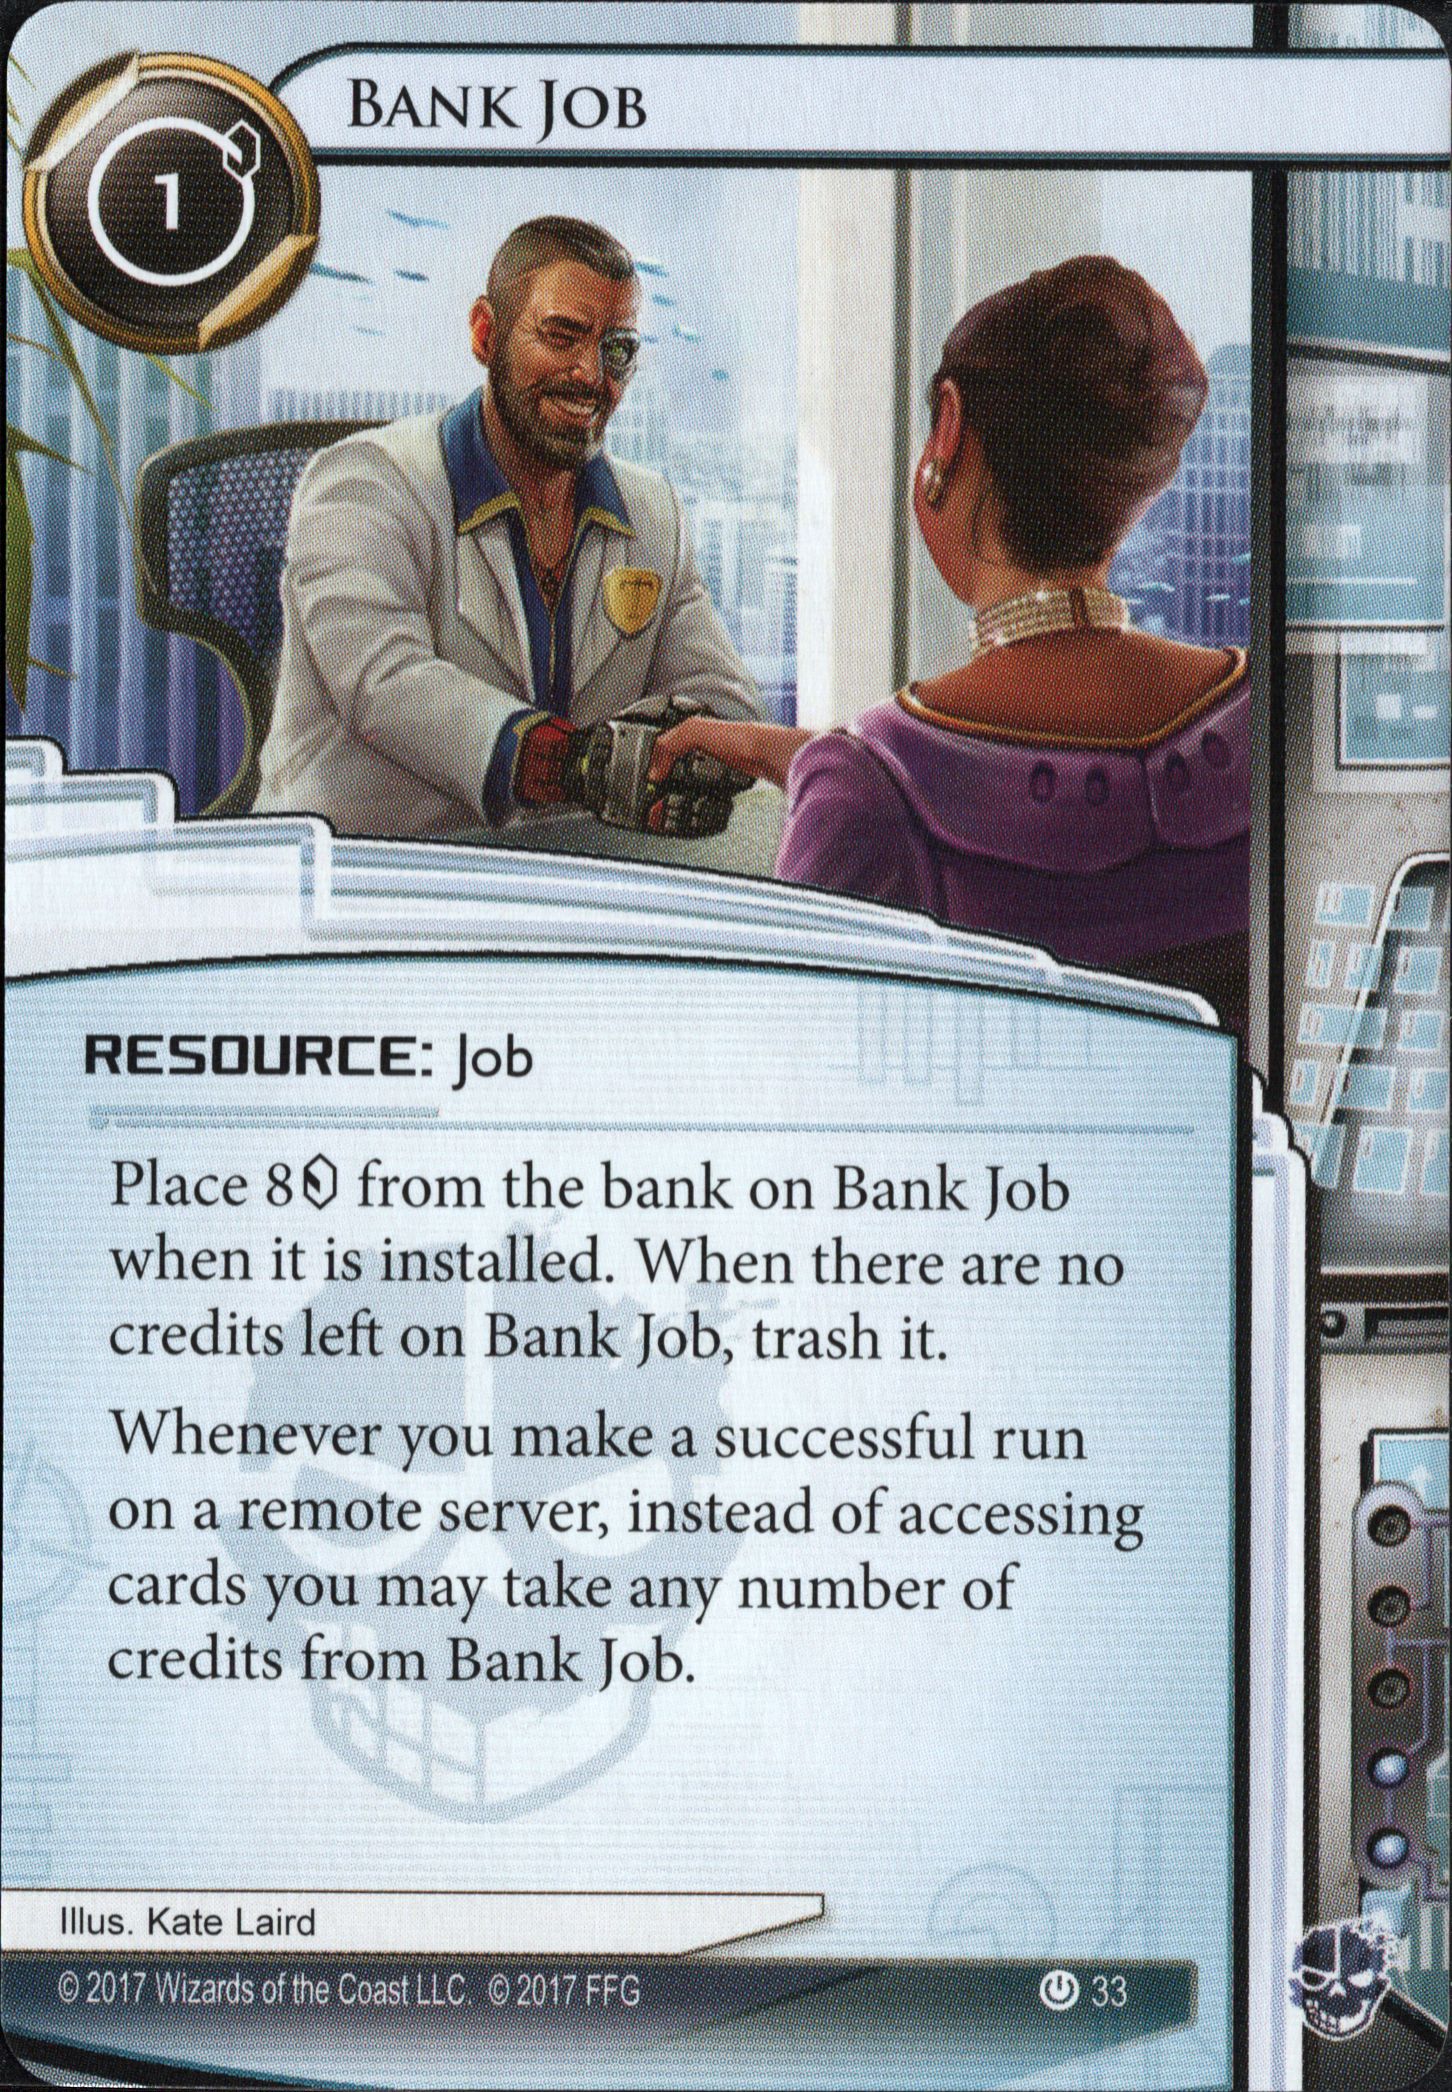 1
BANK JOB
RESOURCE: Job
Place 8 from the bank on Bank Job
when it is installed. When there are no
credits left on Bank Job, trash it.
Whenever you make a successful run
on a remote server, instead of accessing
cards you may take any number of
credits from Bank Job.
Illus. Kate Laird
© 2017 Wizards of the Coast LLC. © 2017 FFG
33